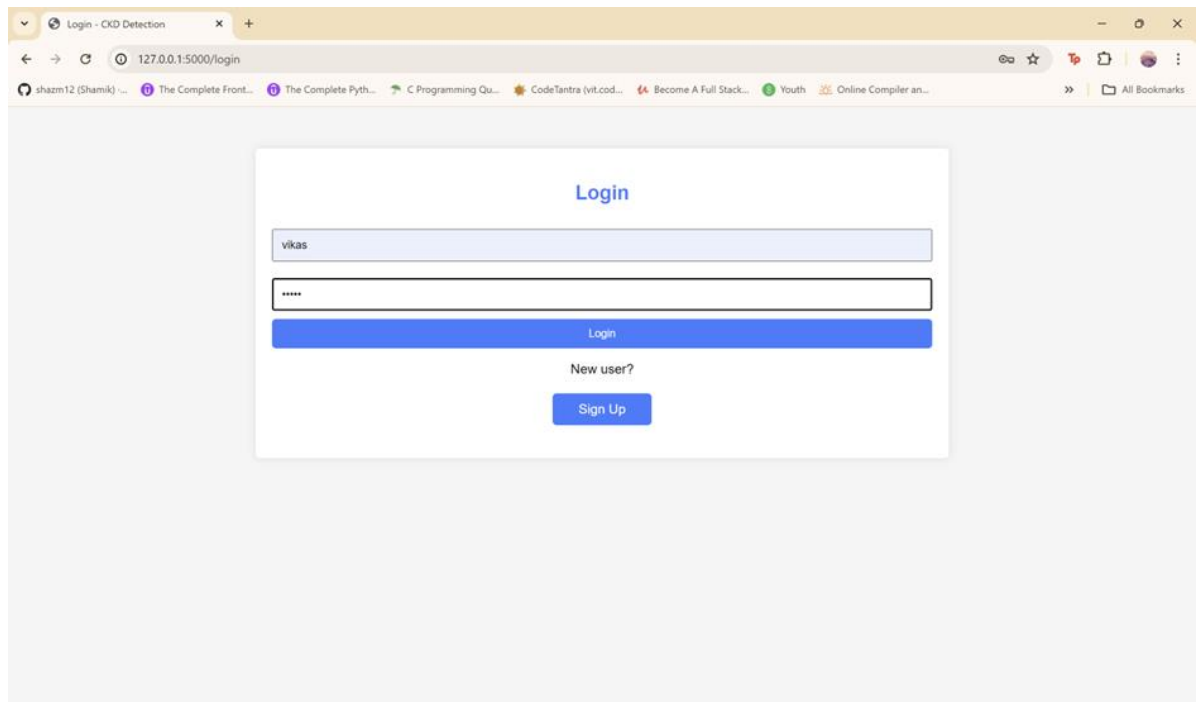 Login - CKD Detection
127.0.0.1:5000/login
shazm12 (Shamik) -... The Complete Front... The Complete Pyth... C Programming Qu... CodeTantra (vit.cod... Become A Full Stack... Youth Online Compiler an... » All Bookmarks
Login
vikas
•••••
Login
New user?
Sign Up